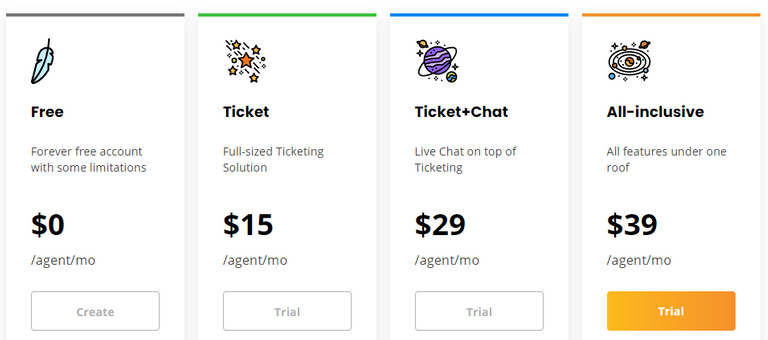 Free
Forever free account
with some limitations
$0
/agent/mo
Create
Ticket
Full-sized Ticketing
Solution
$15
/agent/mo
Trial
Ticket+Chat
Live Chat on top of
Ticketing
$29
/agent/mo
Trial
All-inclusive
All features under one
roof
$39
/agent/mo
Trial